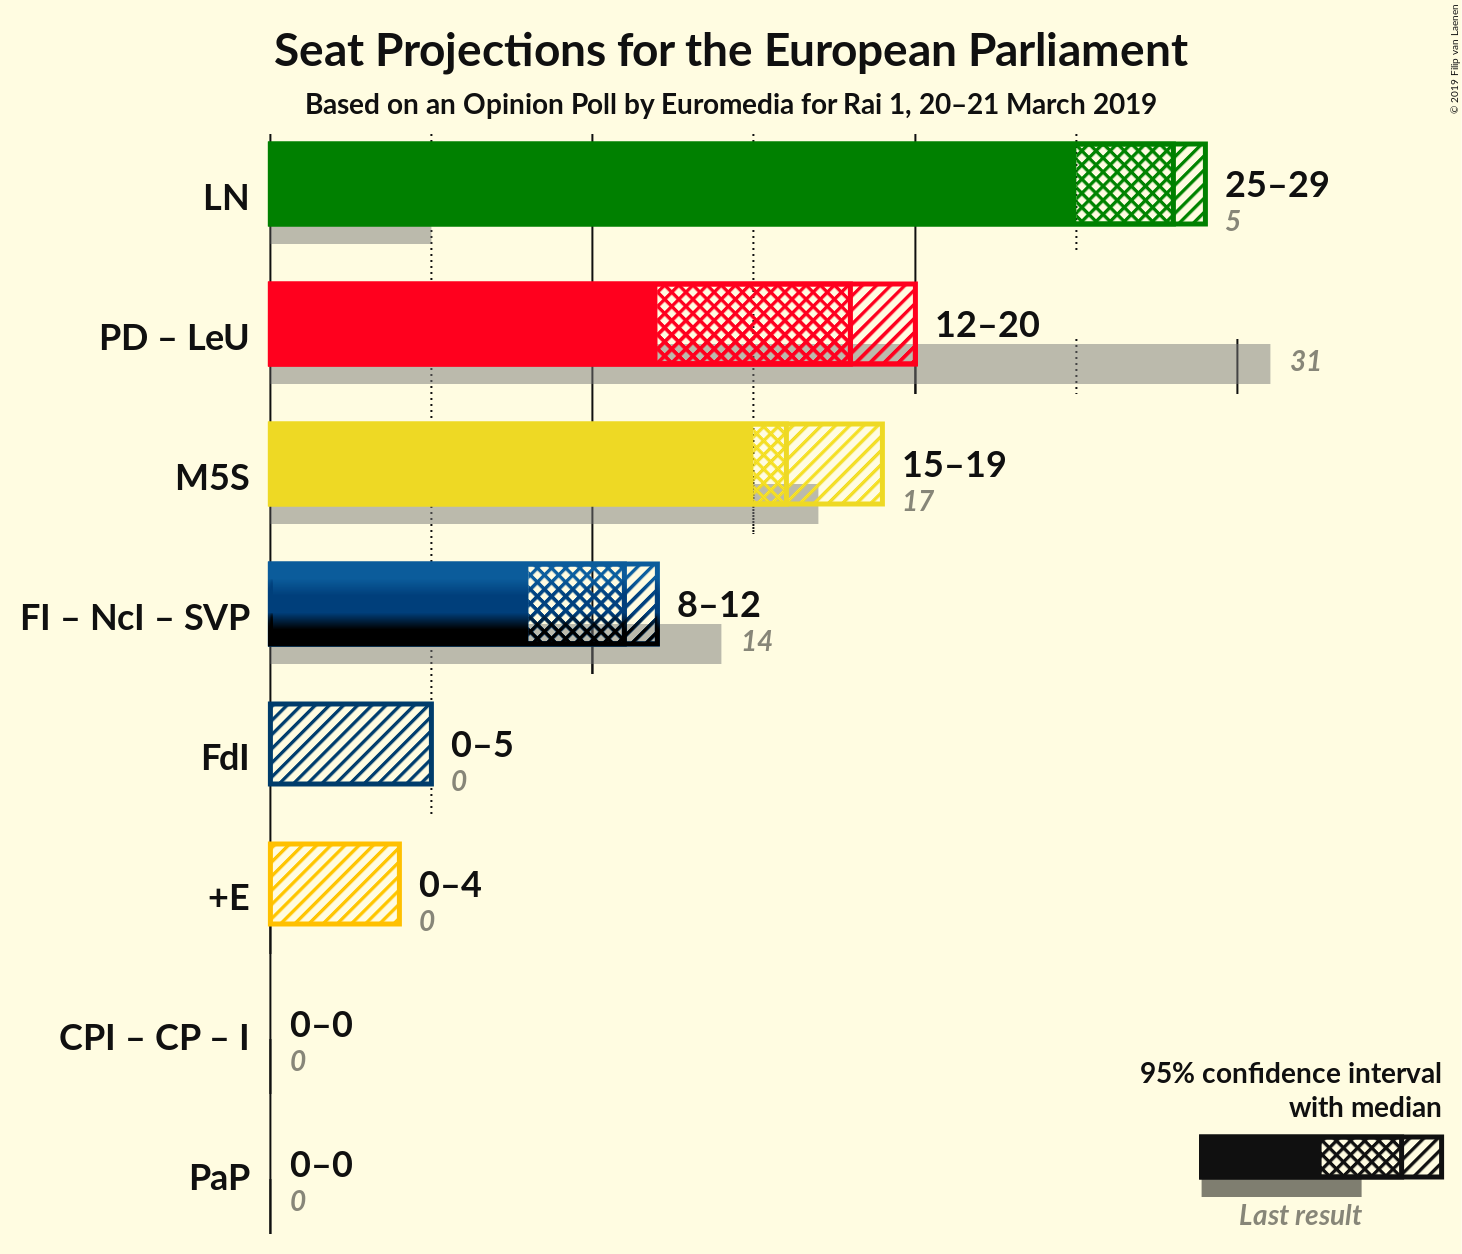 Seat Projections for the European Parliament
Based on an Opinion Poll by Euromedia for Rai 1, 20–21 March 2019
© 2019 Filip van Laenen
LN
25–29
5
PD – LeU
12–20
31
M5S
15–19
17
FI – NcI – SVP
8–12
14
FdI
0–5
0
+E
0–4
0
CPI – CP – I
0–0
0
PaP
0–0
0
95% confidence interval
with median
Last result